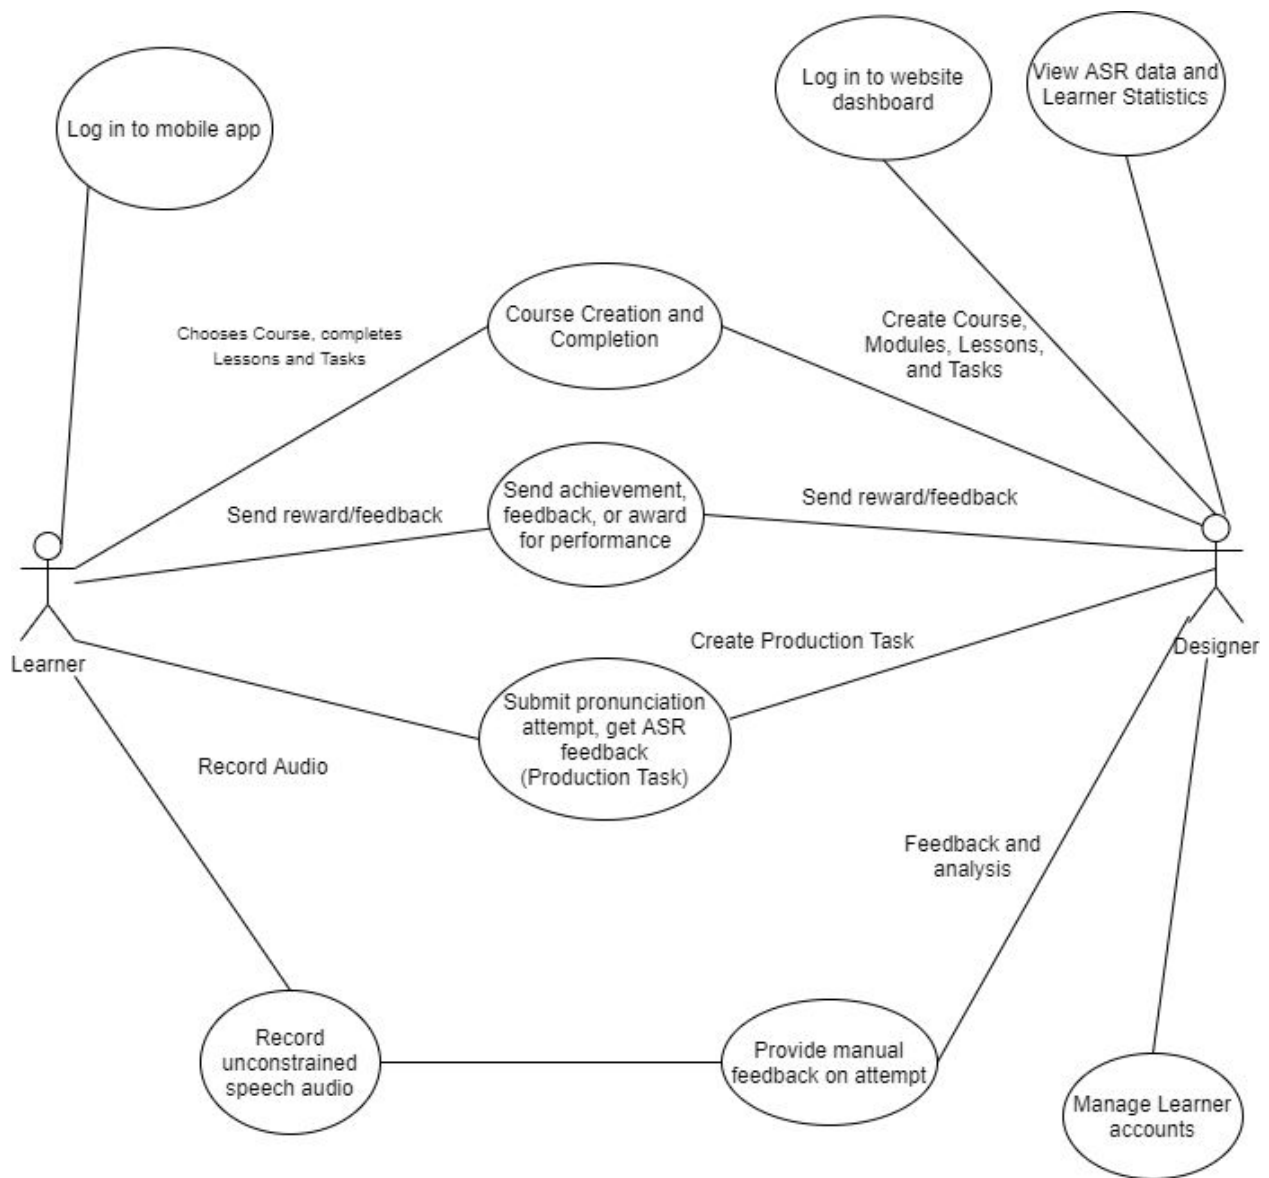 Log in to mobile app
Log in to website
dashboard
View ASR data and
Learner Statistics
Chooses Course, completes
Lessons and Tasks
Course Creation and
Completion
Create Course,
Modules, Lessons,
and Tasks
Send reward/feedback
Send achievement,
feedback, or award
for performance
Send reward/feedback
Learner
Designer
Create Production Task
Submit pronunciation
attempt, get ASR
feedback
(Production Task)
Record Audio
Feedback and
analysis
Record
unconstrained
speech audio
Provide manual
feedback on attempt
Manage Learner
accounts